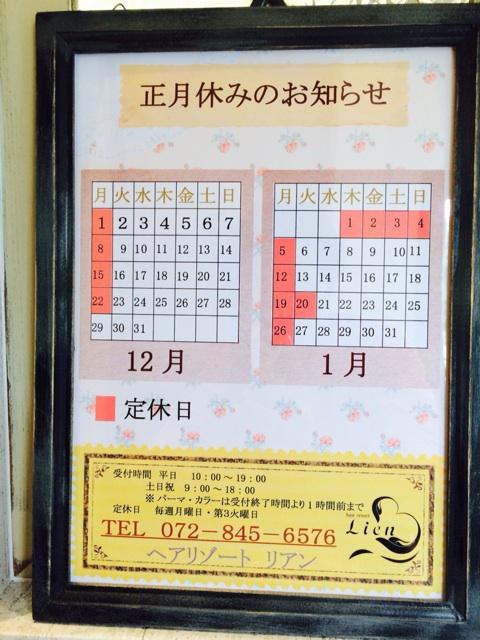 正月休みのお知らせ
月 火 水 木 金 土 日
1 2 3 4 5 6 7
8 9 10 11 12 13 14
15 16 17 18 19 20 21
22 23 24 25 26 27 28
29 30 31
12月
月 火 水 木 金 土 日
1 2 3 4
5 6 7 8 9 10 11
12 13 14 15 16 17 18
19 20 21 22 23 24 25
26 27 28 29 30 31
1月
定休日
受付時間 平日 10：00～19：00
土日祝 9：00～18：00
※パーマ・カラーは受付終了時間より1時間前まで
定休日 毎週月曜日・第3火曜日
TEL 072-845-6576
ヘアリゾート リアン
hair resort
Lien